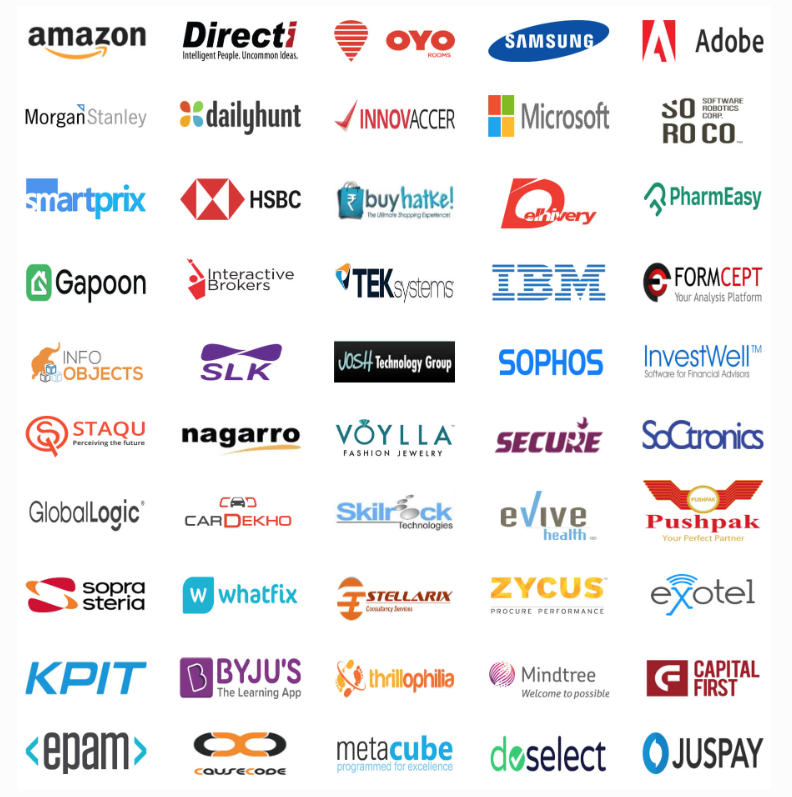 amazon
Directi
Intelligent People. Uncommon Ideas.
OYO
ROOMS
SAMSUNG
Adobe
Morgan Stanley
dailyhunt
INNOVACCER
Microsoft
SO
RO CO
SOFTWARE
ROBOTICS
CORP.
smartprix
HSBC
buyhatke!
The Ultimate Shopping Experience!
Delhivery
PharmEasy
Gapoon
Interactive
Brokers
TEKsystems
IBM
FORMCEPT
Your Analysis Platform
INFO
OBJECTS
SLK
JOSH Technology Group
SOPHOS
InvestWell™
Software for Financial Advisors
STAQU
Perceiving the future
nagarro
VOYLLA
FASHION JEWELRY
SECURE
SoCtronics
GlobalLogic®
CARDEKHO
Skilrock
Technologies
evive
health
PUSHPAK
Pushpak
Your Perfect Partner
sopra
steria
w whatfix
STELLARIX
Consultancy Services
ZYCUS
PROCURE PERFORMANCE
exotel
KPIT
B BYJU'S
The Learning App
thrillophilia
Mindtree
Welcome to possible
CAPITAL
FIRST
<epam>
CAUSECODE
metacube
programmed for excellence
doselect
JUSPAY